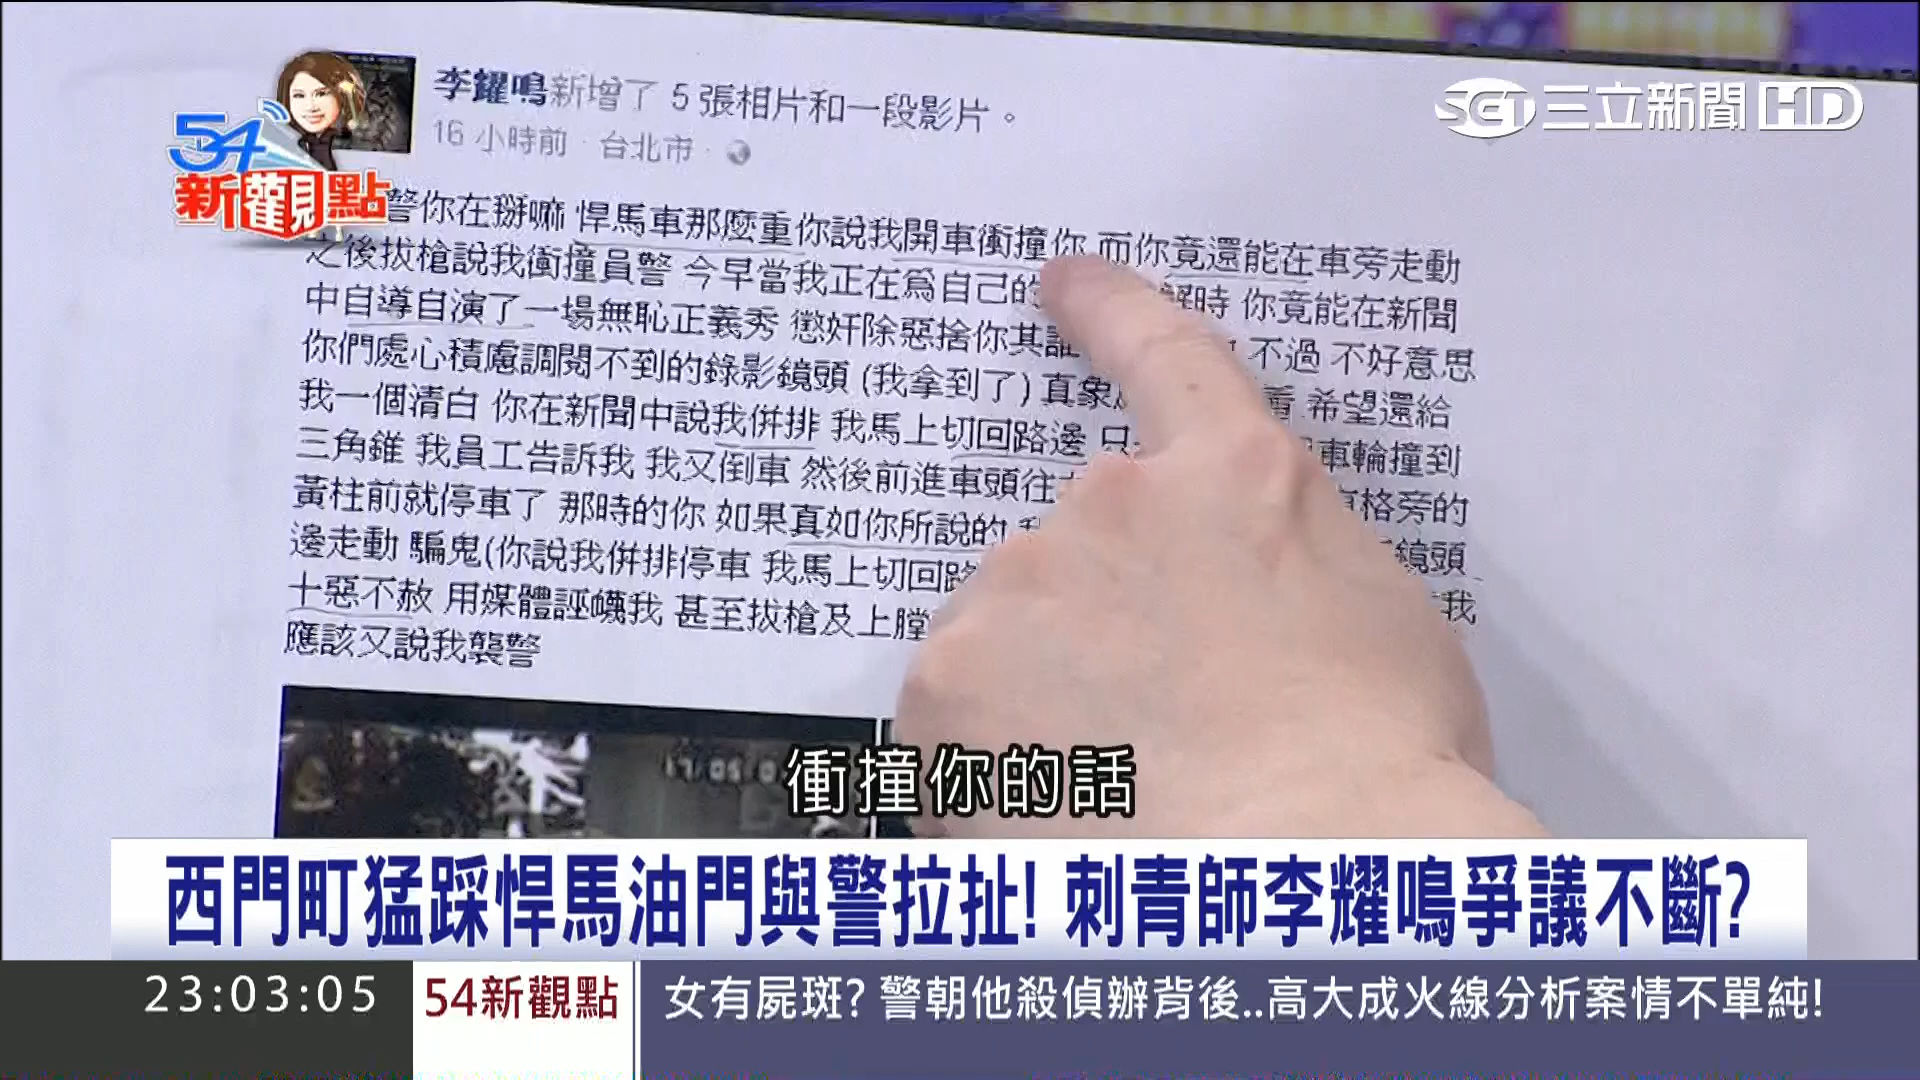 李耀鳴新增了 5 張相片和一段影片。
16 小時前 · 台北市
SET三立新聞HD
54
新觀點
警你在掰嘛 悍馬車那麼重你說我開車衝撞你 而你竟還能在車旁走動
之後拔槍說我衝撞員警 今早當我正在為自己的 時 你竟能在新聞
中自導自演了一場無恥正義秀 懲奸除惡捨你其誰 不過 不好意思
你們處心積慮調閱不到的錄影鏡頭 (我拿到了) 真象 看 希望還給
我一個清白 你在新聞中說我併排 我馬上切回路邊 只 車輪撞到
三角錐 我員工告訴我 我又倒車 然後前進車頭往 格旁的
黃柱前就停車了 那時的你 如果真如你所說的 鏡頭
邊走動 騙鬼(你說我併排停車 我馬上切回路 我
十惡不赦 用媒體誣衊我 甚至拔槍及上膛
應該又說我襲警
衝撞你的話
西門町猛踩悍馬油門與警拉扯! 刺青師李耀鳴爭議不斷?
23:03:05
54新觀點
女有屍斑? 警朝他殺偵辦背後..高大成火線分析案情不單純!